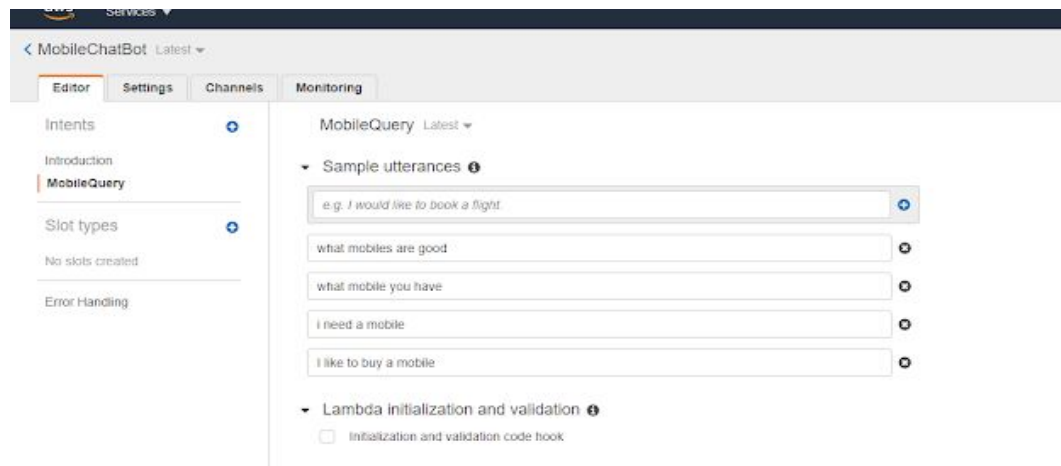 aws Services
MobileChatBot Latest
Editor Settings Channels Monitoring
Intents
Introduction
MobileQuery
Slot types
No slots created
Error Handling
MobileQuery Latest
Sample utterances
e.g. I would like to book a flight
what mobiles are good
what mobile you have
i need a mobile
I like to buy a mobile
Lambda initialization and validation
Initialization and validation code hook